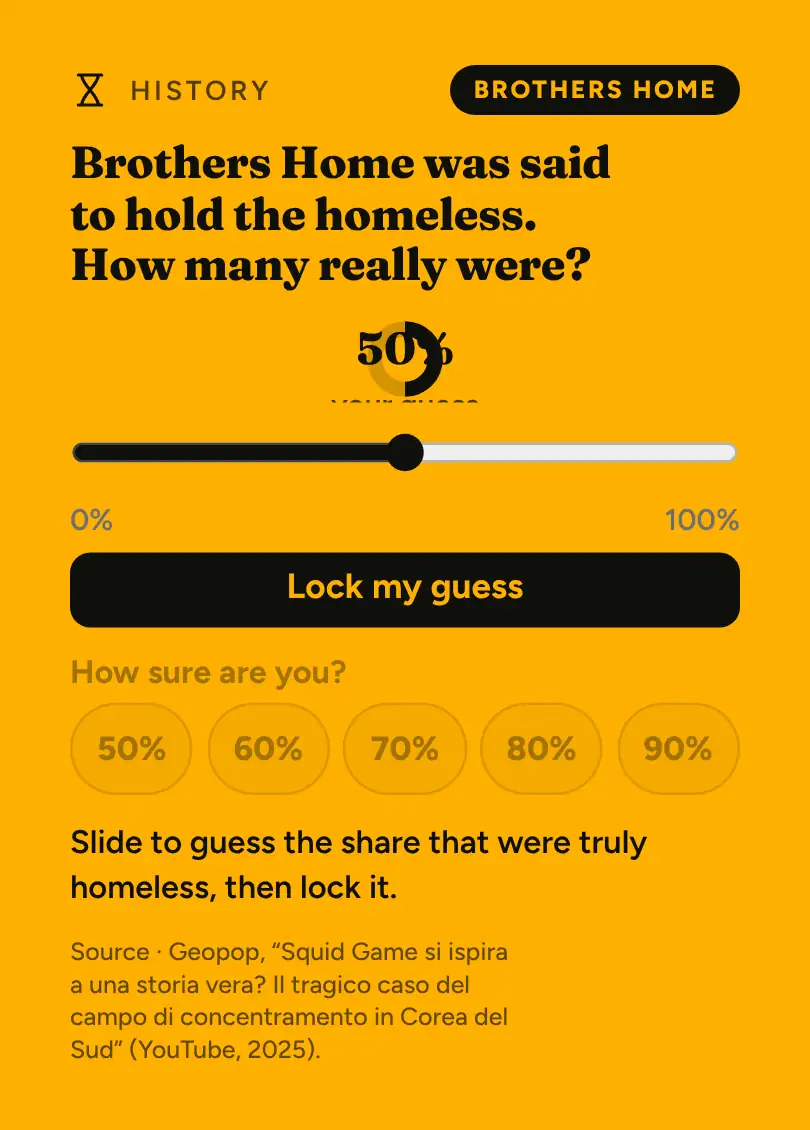 HISTORY
BROTHERS HOME
Brothers Home was said
to hold the homeless.
How many really were?
50%
your guess
0%
100%
Lock my guess
How sure are you?
50%
60%
70%
80%
90%
Slide to guess the share that were truly
homeless, then lock it.
Source · Geopop, “Squid Game si ispira
a una storia vera? Il tragico caso del
campo di concentramento in Corea del
Sud” (YouTube, 2025).